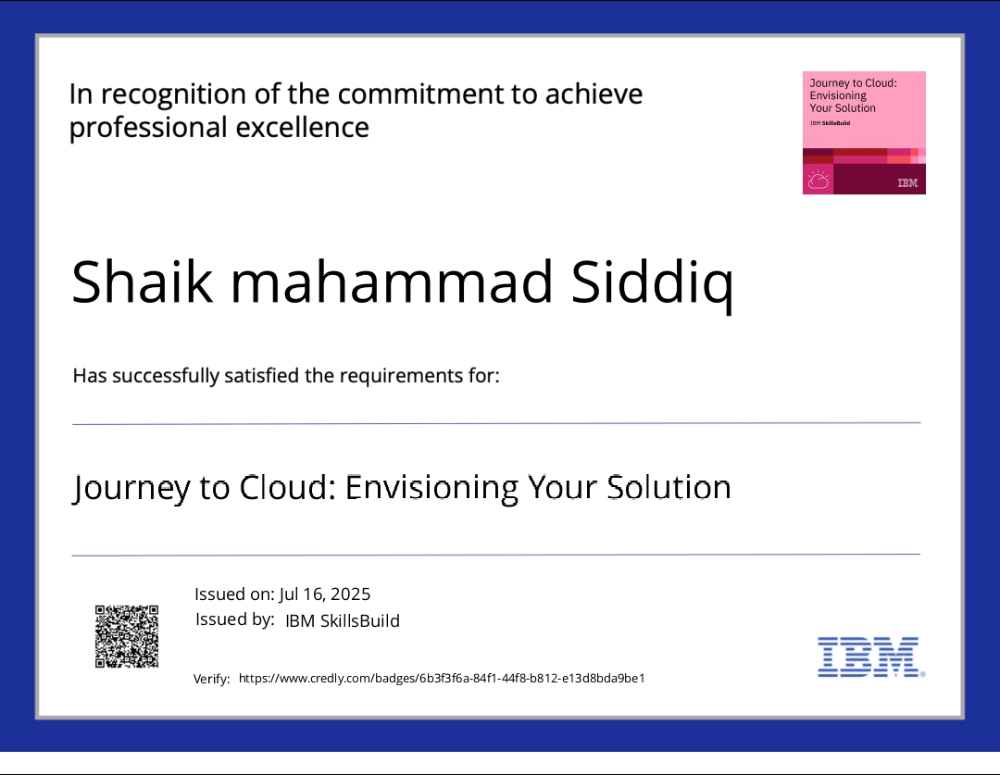 In recognition of the commitment to achieve
professional excellence
Journey to Cloud:
Envisioning
Your Solution
IBM SkillsBuild
IBM
Shaik mahammad Siddiq
Has successfully satisfied the requirements for:
Journey to Cloud: Envisioning Your Solution
Issued on: Jul 16, 2025
Issued by: IBM SkillsBuild
Verify: https://www.credly.com/badges/6b3f3f6a-84f1-44f8-b812-e13d8bda9be1
IBM®